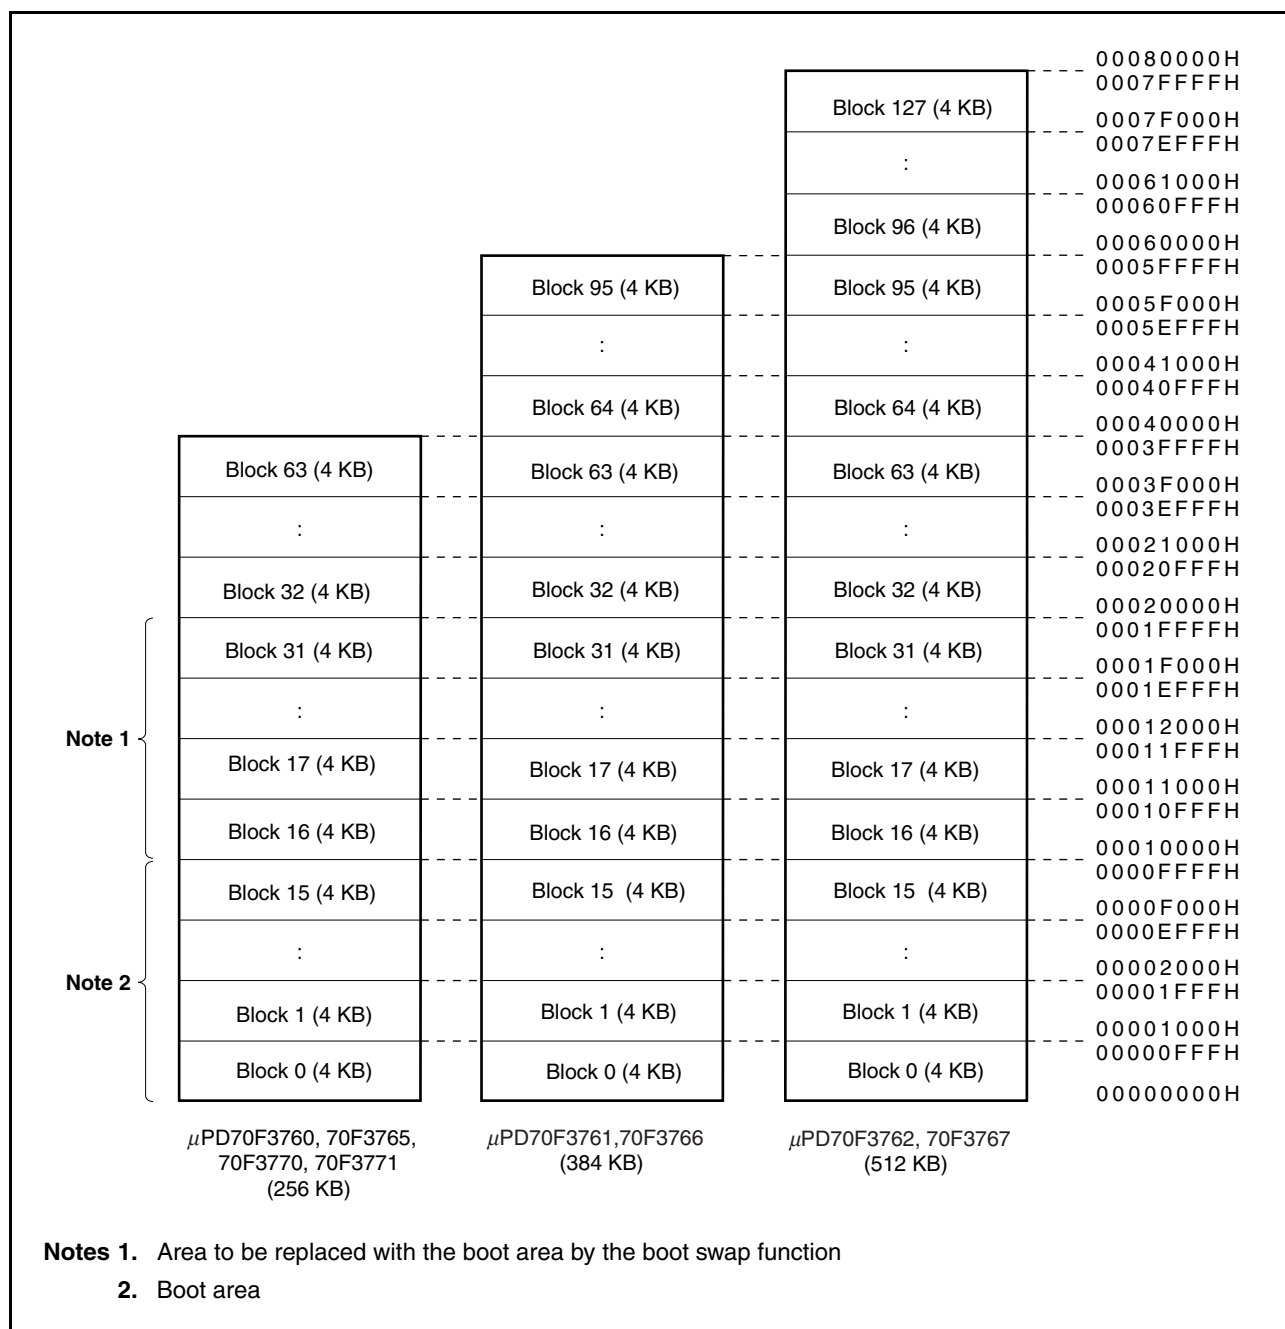 00080000H
0007FFFFH
Block 127 (4 KB)
0007F000H
0007EFFFH
:
00061000H
00060FFFH
Block 96 (4 KB)
00060000H
0005FFFFH
Block 95 (4 KB) Block 95 (4 KB)
0005F000H
0005EFFFH
: :
00041000H
00040FFFH
Block 64 (4 KB) Block 64 (4 KB)
00040000H
0003FFFFH
Block 63 (4 KB) Block 63 (4 KB) Block 63 (4 KB)
0003F000H
0003EFFFH
: : :
00021000H
00020FFFH
Block 32 (4 KB) Block 32 (4 KB) Block 32 (4 KB)
00020000H
0001FFFFH
Block 31 (4 KB) Block 31 (4 KB) Block 31 (4 KB)
0001F000H
0001EFFFH
: : :
Note 1
00012000H
00011FFFH
Block 17 (4 KB) Block 17 (4 KB) Block 17 (4 KB)
00011000H
00010FFFH
Block 16 (4 KB) Block 16 (4 KB) Block 16 (4 KB)
00010000H
0000FFFFH
Block 15 (4 KB) Block 15 (4 KB) Block 15 (4 KB)
0000F000H
0000EFFFH
: : :
Note 2
00002000H
00001FFFH
Block 1 (4 KB) Block 1 (4 KB) Block 1 (4 KB)
00001000H
00000FFFH
Block 0 (4 KB) Block 0 (4 KB) Block 0 (4 KB)
00000000H
μPD70F3760, 70F3765,
70F3770, 70F3771
(256 KB)
μPD70F3761,70F3766
(384 KB)
μPD70F3762, 70F3767
(512 KB)
Notes 1. Area to be replaced with the boot area by the boot swap function
2. Boot area